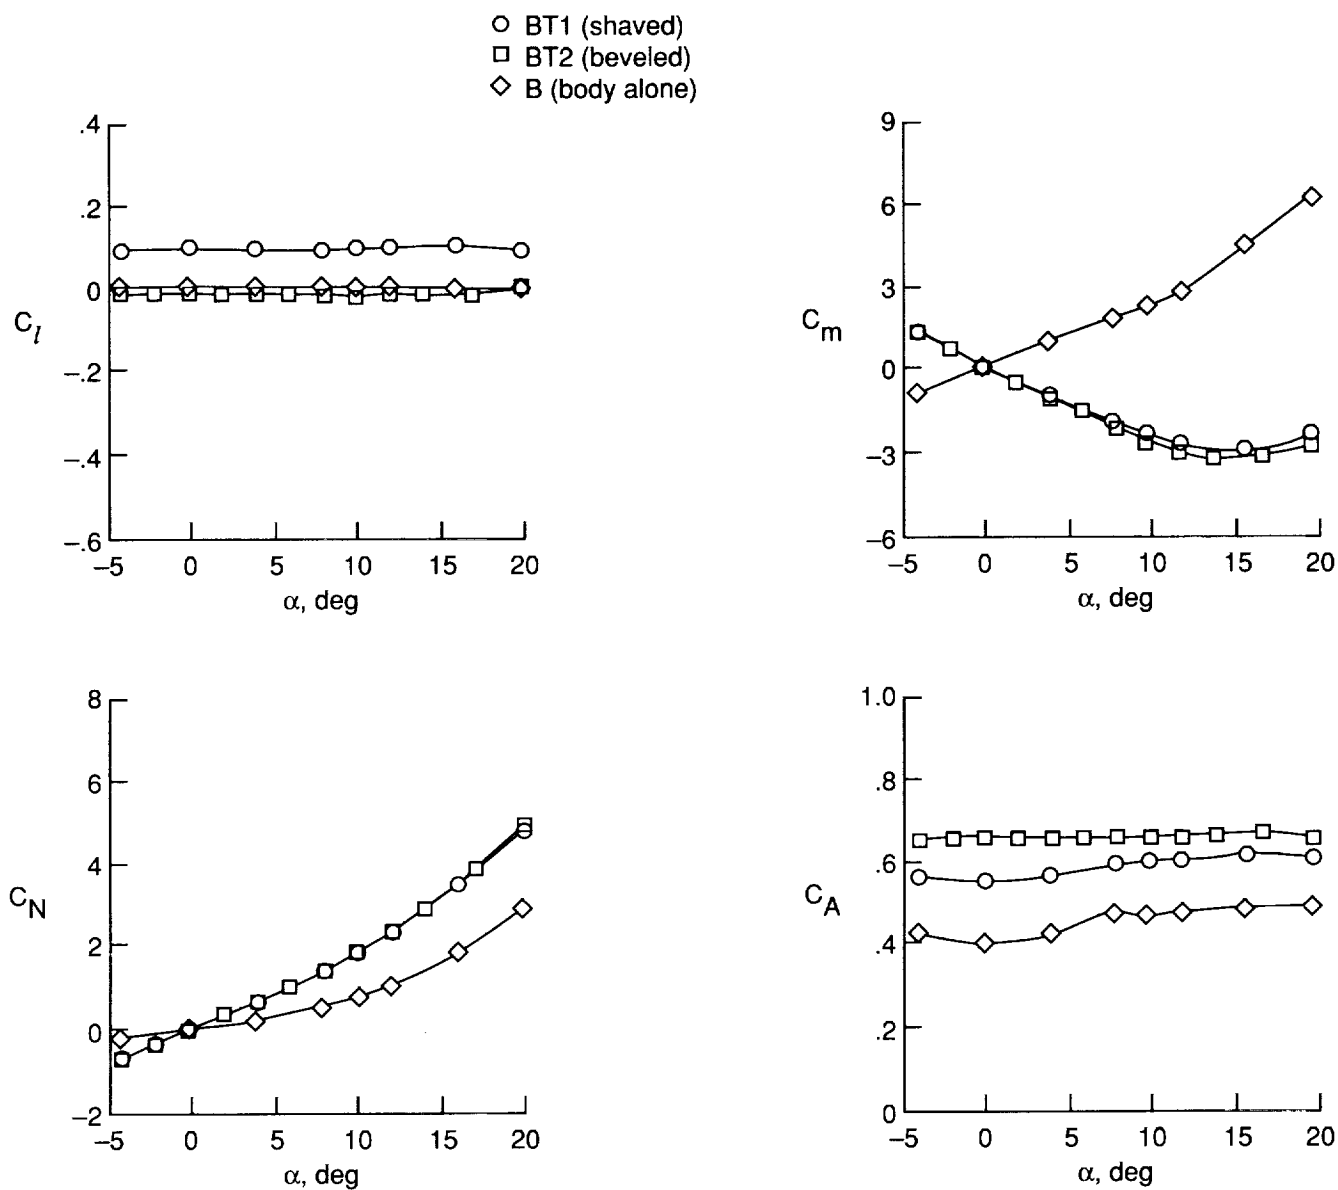 BT1 (shaved)
BT2 (beveled)
B (body alone)
.4
.2
0
−.2
−.4
−.6
C_l
−5 0 5 10 15 20
α, deg
9
6
3
0
−3
−6
C_m
−5 0 5 10 15 20
α, deg
8
6
4
2
0
−2
C_N
−5 0 5 10 15 20
α, deg
1.0
.8
.6
.4
.2
0
C_A
−5 0 5 10 15 20
α, deg